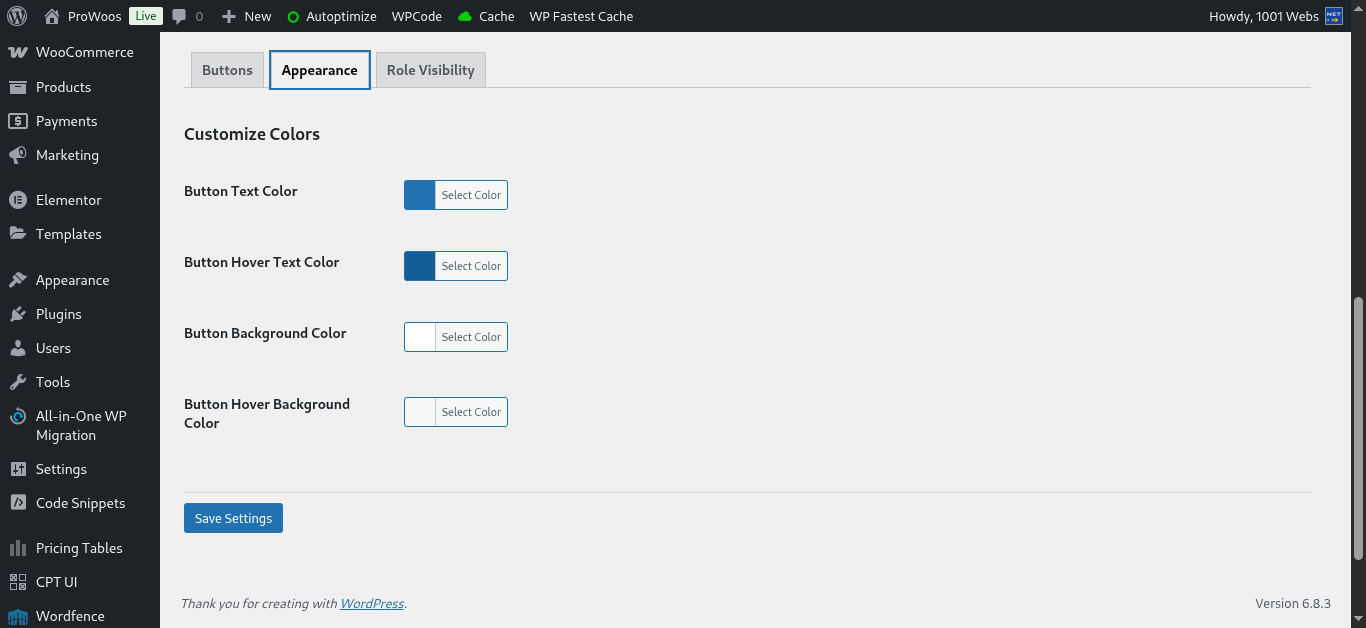 ProWoos Live 0 New Autoptimize WPCode Cache WP Fastest Cache Howdy, 1001 Webs
WooCommerce
Products
Payments
Marketing
Elementor
Templates
Appearance
Plugins
Users
Tools
All-in-One WP
Migration
Settings
Code Snippets
Pricing Tables
CPT UI
Wordfence
Buttons Appearance Role Visibility
Customize Colors
Button Text Color Select Color
Button Hover Text Color Select Color
Button Background Color Select Color
Button Hover Background
Color
Select Color
Save Settings
Thank you for creating with WordPress. Version 6.8.3